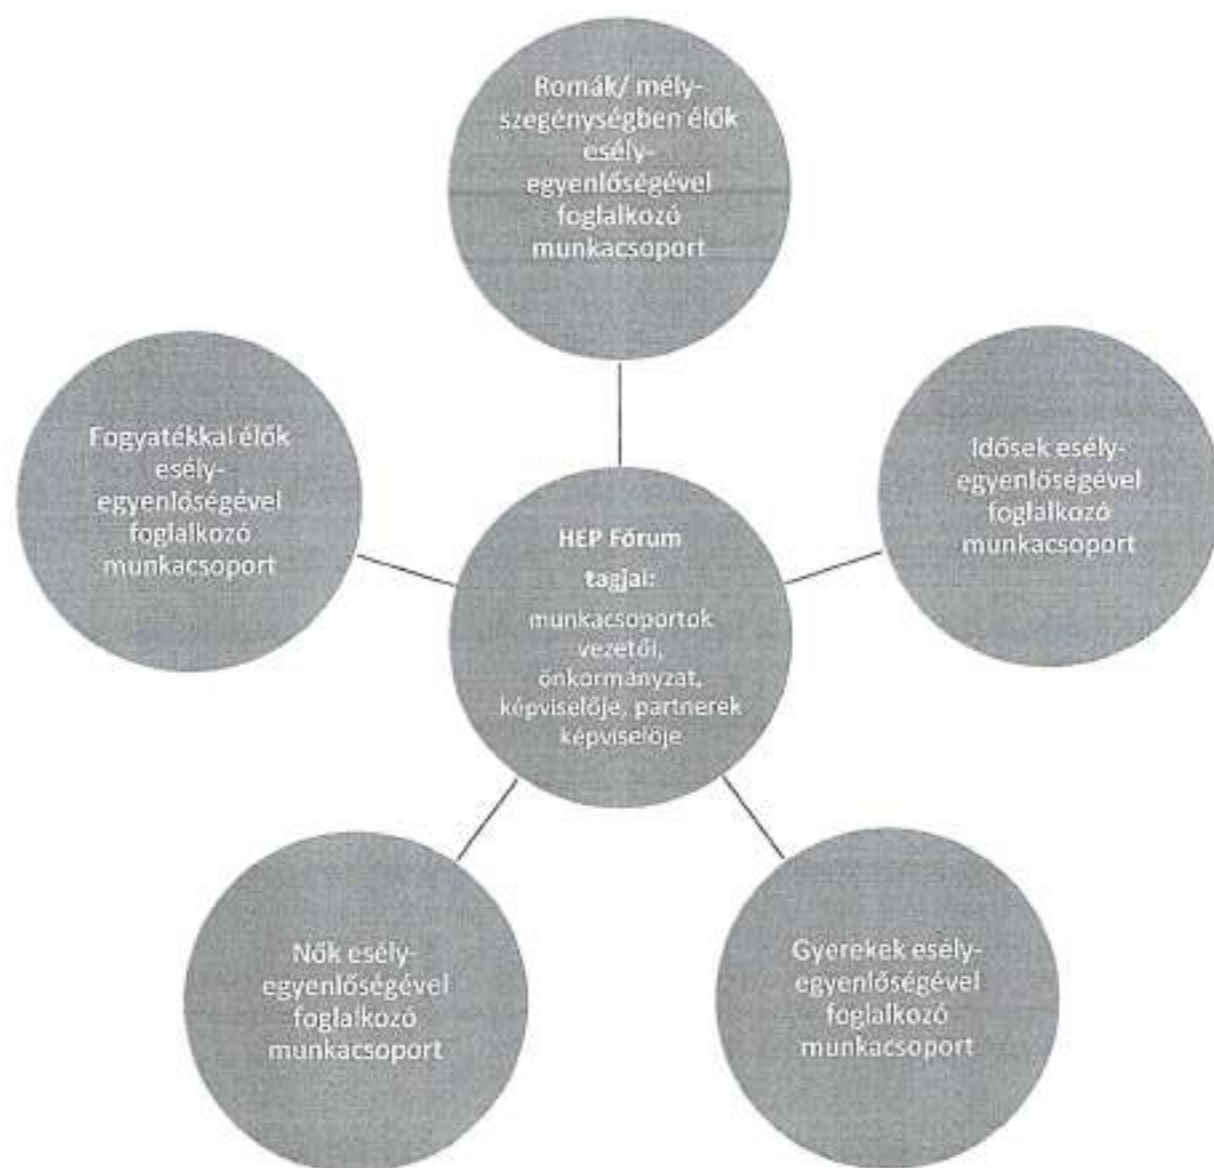 Romák/ mély-
szegénységben élők
esély-
egyenlőségével
foglalkozó
munkacsoport
Fogyatékkal élők
esély-
egyenlőségével
foglalkozó
munkacsoport
Idősek esély-
egyenlőségével
foglalkozó
munkacsoport
HEP Fórum
tagjai:
munkacsoportok
vezetői,
önkormányzat,
képviselője, partnerek
képviselője
Nők esély-
egyenlőségével
foglalkozó
munkacsoport
Gyerekek esély-
egyenlőségével
foglalkozó
munkacsoport